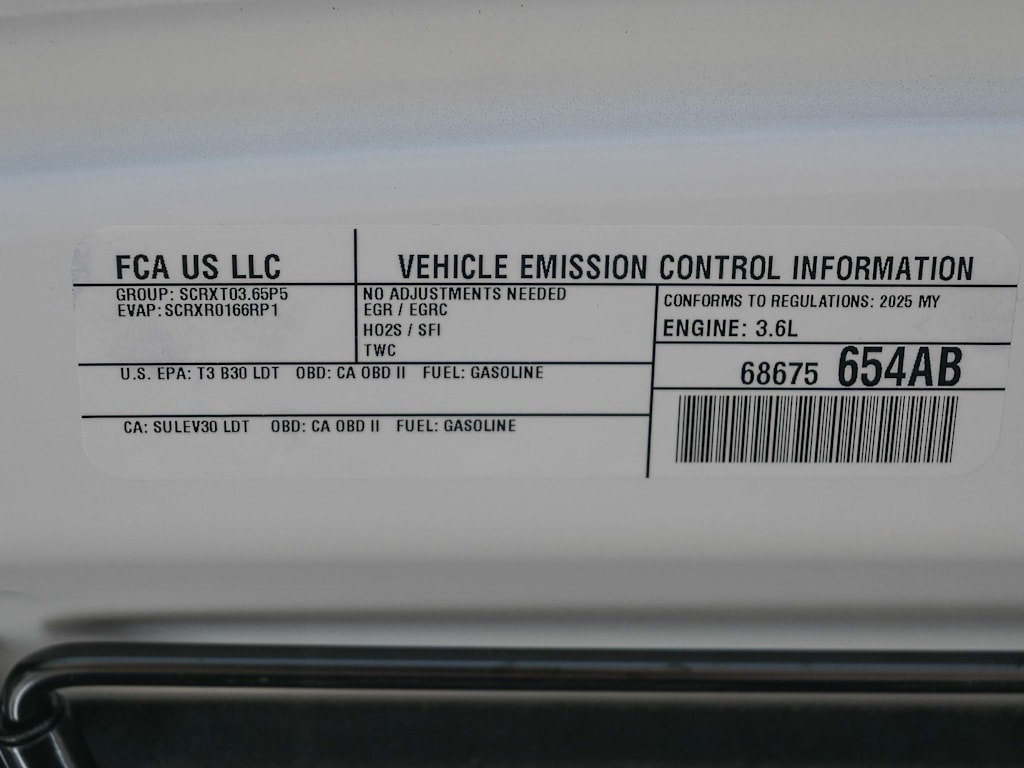 FCA US LLC
VEHICLE EMISSION CONTROL INFORMATION
GROUP: SCRXT03.65P5
EVAP: SCRXR0166RP1
NO ADJUSTMENTS NEEDED
EGR / EGRC
HO2S / SFI
TWC
CONFORMS TO REGULATIONS: 2025 MY
ENGINE: 3.6L
68675 654AB
U.S. EPA: T3 B30 LDT OBD: CA OBD II FUEL: GASOLINE
CA: SULEV30 LDT OBD: CA OBD II FUEL: GASOLINE